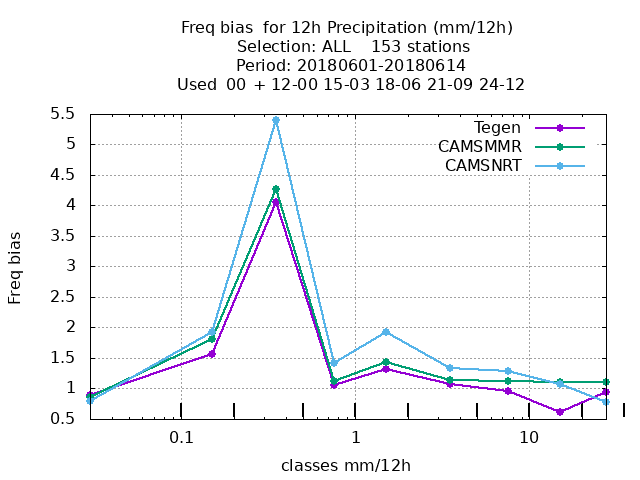 Freq bias  for 12h Precipitation (mm/12h)
Selection: ALL    153 stations
Period: 20180601-20180614
Used  00 + 12-00 15-03 18-06 21-09 24-12
Tegen
CAMSMMR
CAMSNRT
5.5
5
4.5
4
3.5
3
2.5
2
1.5
1
0.5
Freq bias
0.1
1
10
classes mm/12h